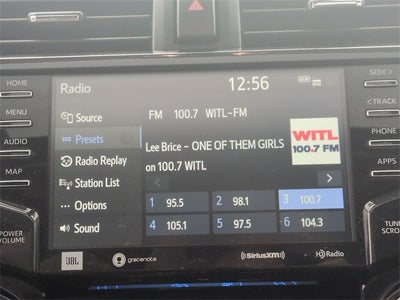 Radio
12:56
HOME
MENU
AUDIO
MAP
POWER
/VOLUME
Source
Presets
Radio Replay
Station List
Options
Sound
FM 100.7 WITL-FM
Lee Brice – ONE OF THEM GIRLS
on 100.7 WITL
WITL
100.7 FM
1 95.5
2 98.1
3 100.7
4 105.1
5 97.5
6 104.3
JBL
gracenote
SiriusXM
HD Radio
SEEK >
< TRACK
PHONE
APPS
TUNE
SCROL